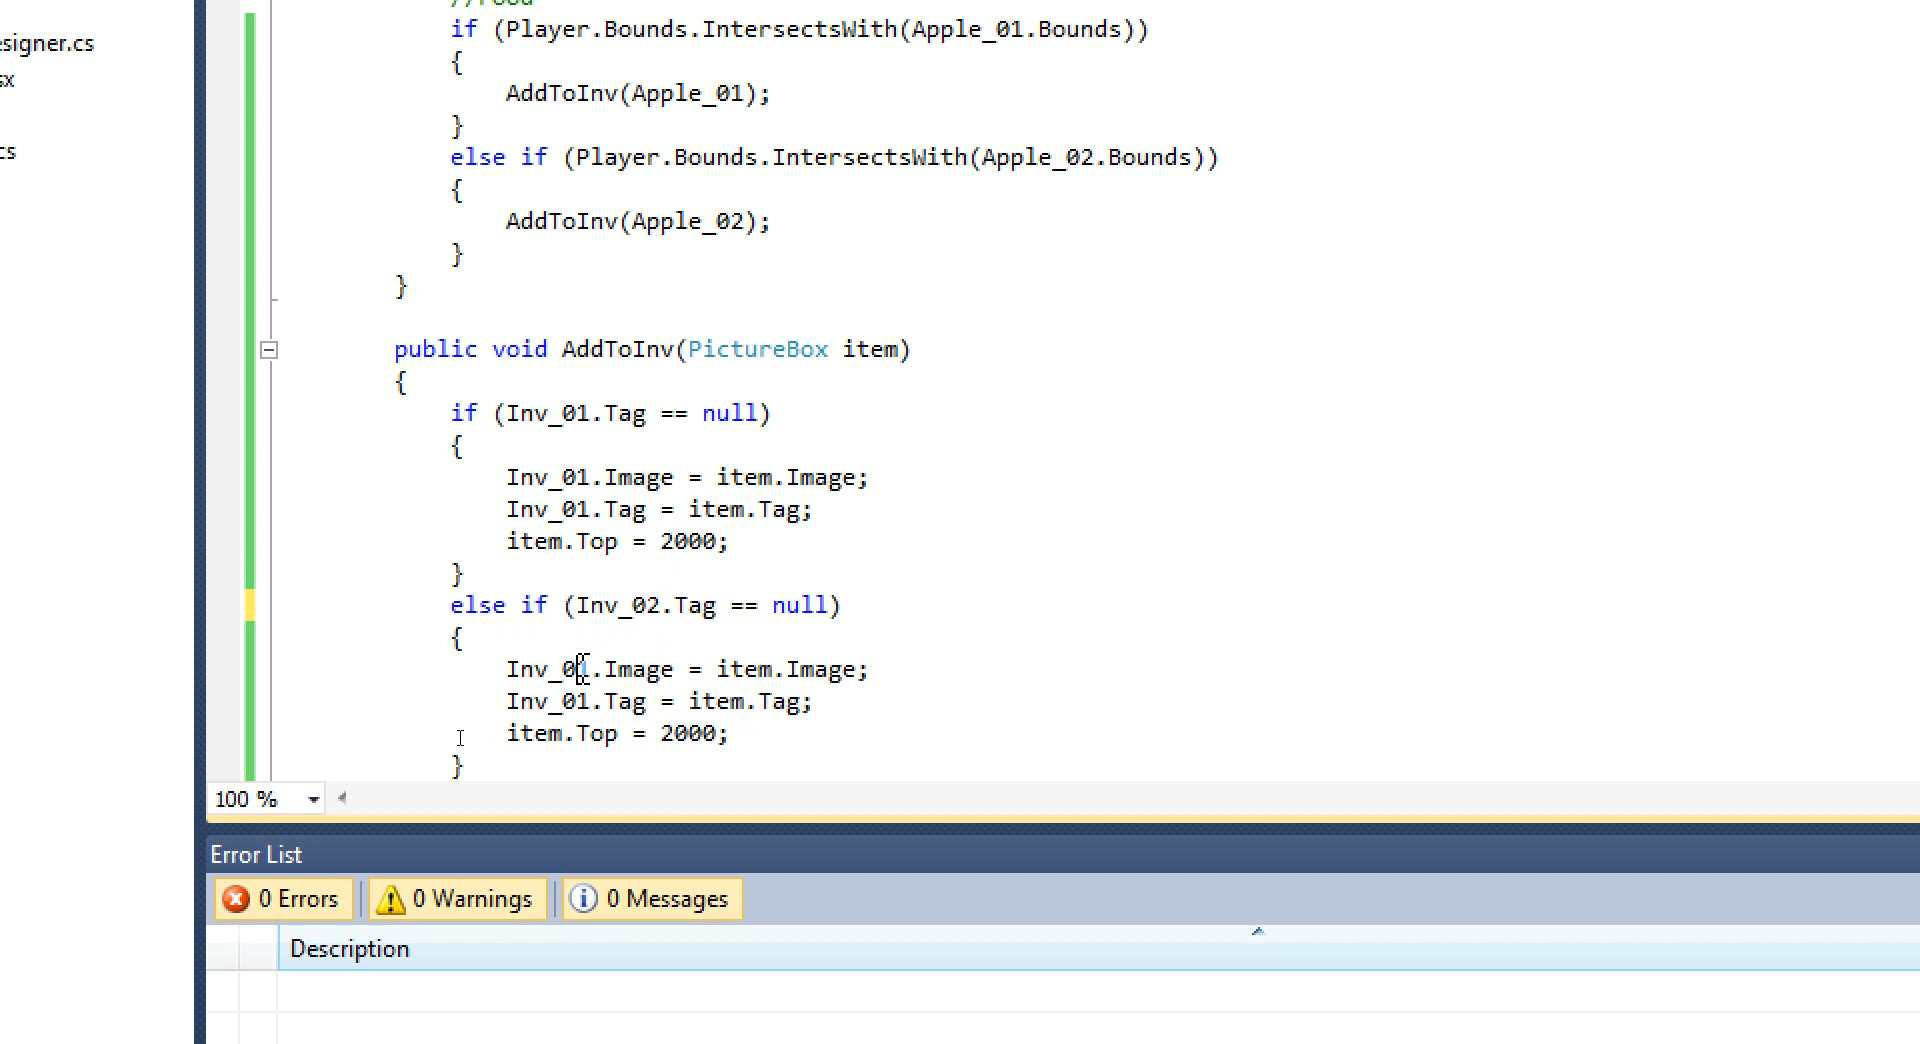 //Food
esigner.cs
if (Player.Bounds.IntersectsWith(Apple_01.Bounds))
sx
{
AddToInv(Apple_01);
}
cs
else if (Player.Bounds.IntersectsWith(Apple_02.Bounds))
{
AddToInv(Apple_02);
}
}
public void AddToInv(PictureBox item)
{
if (Inv_01.Tag == null)
{
Inv_01.Image = item.Image;
Inv_01.Tag = item.Tag;
item.Top = 2000;
}
else if (Inv_02.Tag == null)
{
Inv_01.Image = item.Image;
Inv_01.Tag = item.Tag;
item.Top = 2000;
}
100 %
Error List
0 Errors
0 Warnings
0 Messages
Description